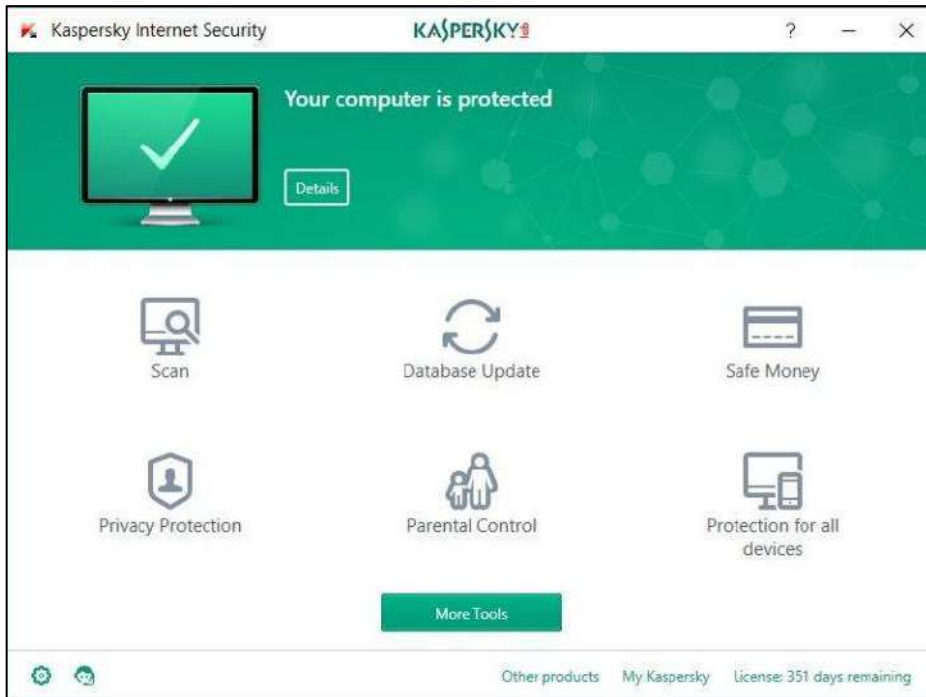 Kaspersky Internet Security
KASPERSKY lab
? – ×
Your computer is protected
Details
Scan
Database Update
Safe Money
Privacy Protection
Parental Control
Protection for all
devices
More Tools
Other products My Kaspersky License: 351 days remaining